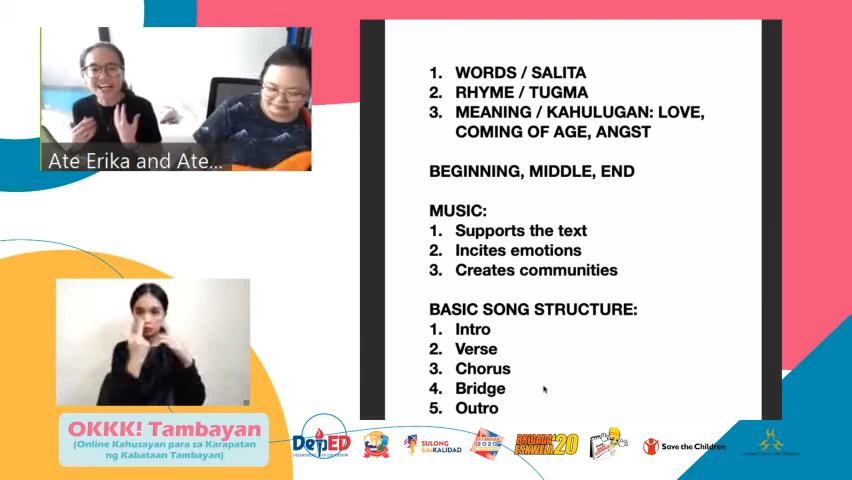 Ate Erika and Ate...
1. WORDS / SALITA
2. RHYME / TUGMA
3. MEANING / KAHULUGAN: LOVE,
COMING OF AGE, ANGST
BEGINNING, MIDDLE, END
MUSIC:
1. Supports the text
2. Incites emotions
3. Creates communities
BASIC SONG STRUCTURE:
1. Intro
2. Verse
3. Chorus
4. Bridge
5. Outro
OKKK! Tambayan
(Online Kahusayan para sa Karapatan
ng Kabataan Tambayan)
DepED
DEPARTMENT OF EDUCATION
SULONG
EduKALIDAD
BRIGADA
ESKWELA '20
Save the Children